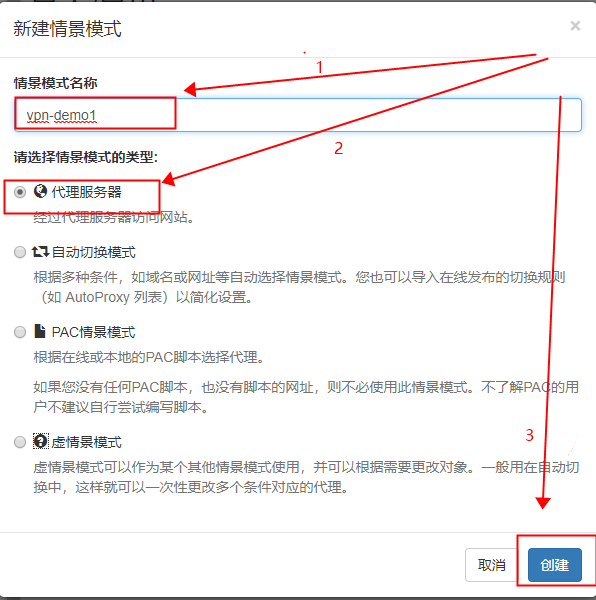 新建情景模式
×
1
情景模式名称
vpn-demo1
2
请选择情景模式的类型:
代理服务器
经过代理服务器访问网站。
自动切换模式
根据多种条件，如域名或网址等自动选择情景模式。您也可以导入在线发布的切换规则
（如 AutoProxy 列表）以简化设置。
PAC情景模式
根据在线或本地的PAC脚本选择代理。
如果您没有任何PAC脚本，也没有脚本的网址，则不必使用此情景模式。不了解PAC的用
户不建议自行尝试编写脚本。
3
虚情景模式
虚情景模式可以作为某个其他情景模式使用，并可以根据需要更改对象。一般用在自动切
换中，这样就可以一次性更改多个条件对应的代理。
取消
创建